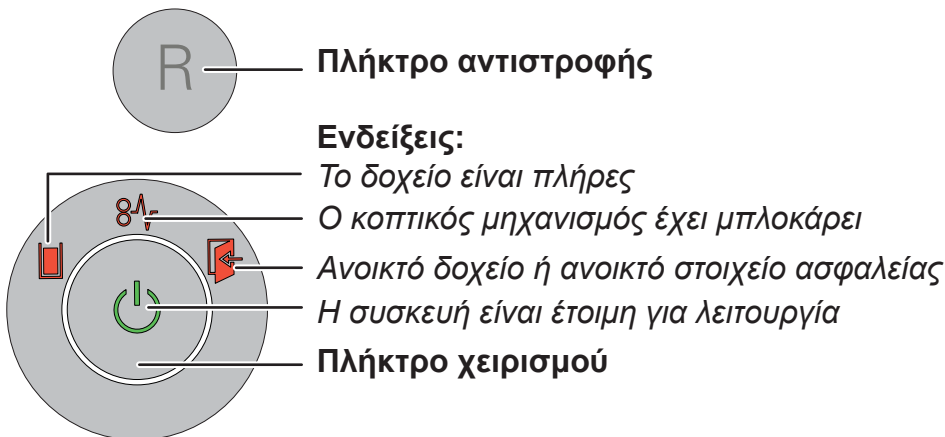 R
Πλήκτρο αντιστροφής
Ενδείξεις:
Το δοχείο είναι πλήρες
Ο κοπτικός μηχανισμός έχει μπλοκάρει
Ανοικτό δοχείο ή ανοικτό στοιχείο ασφαλείας
Η συσκευή είναι έτοιμη για λειτουργία
Πλήκτρο χειρισμού